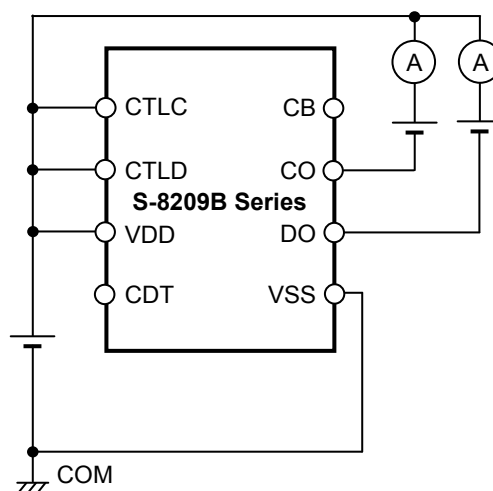 A A
CTLC CB
CTLD CO
S-8209B Series
VDD DO
CDT VSS
COM